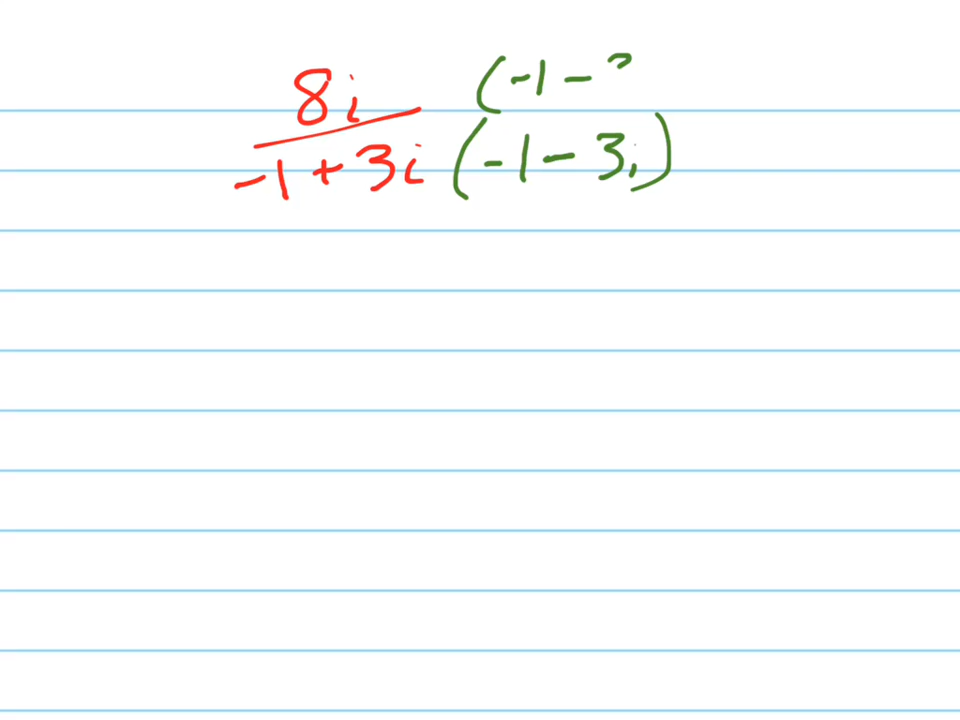 8i (-1 -
-1 + 3i (-1 - 3i)